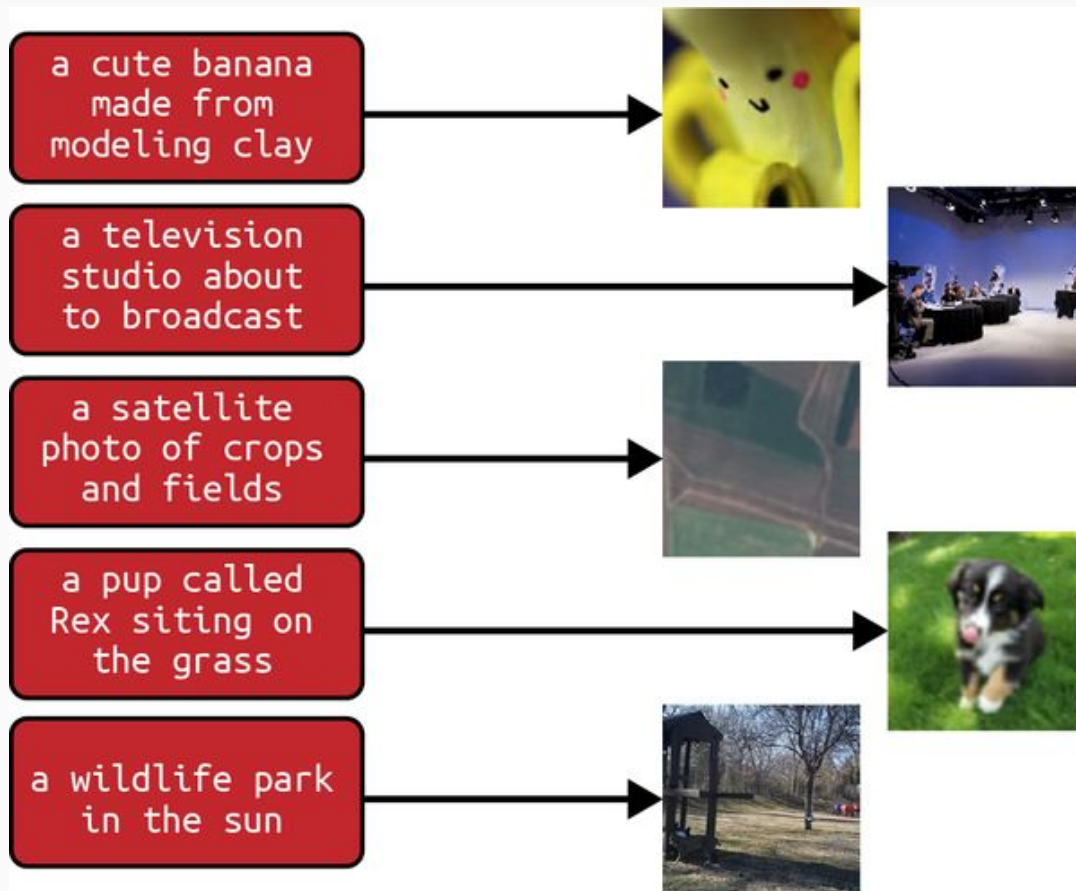 a cute banana
made from
modeling clay
a television
studio about
to broadcast
a satellite
photo of crops
and fields
a pup called
Rex siting on
the grass
a wildlife park
in the sun